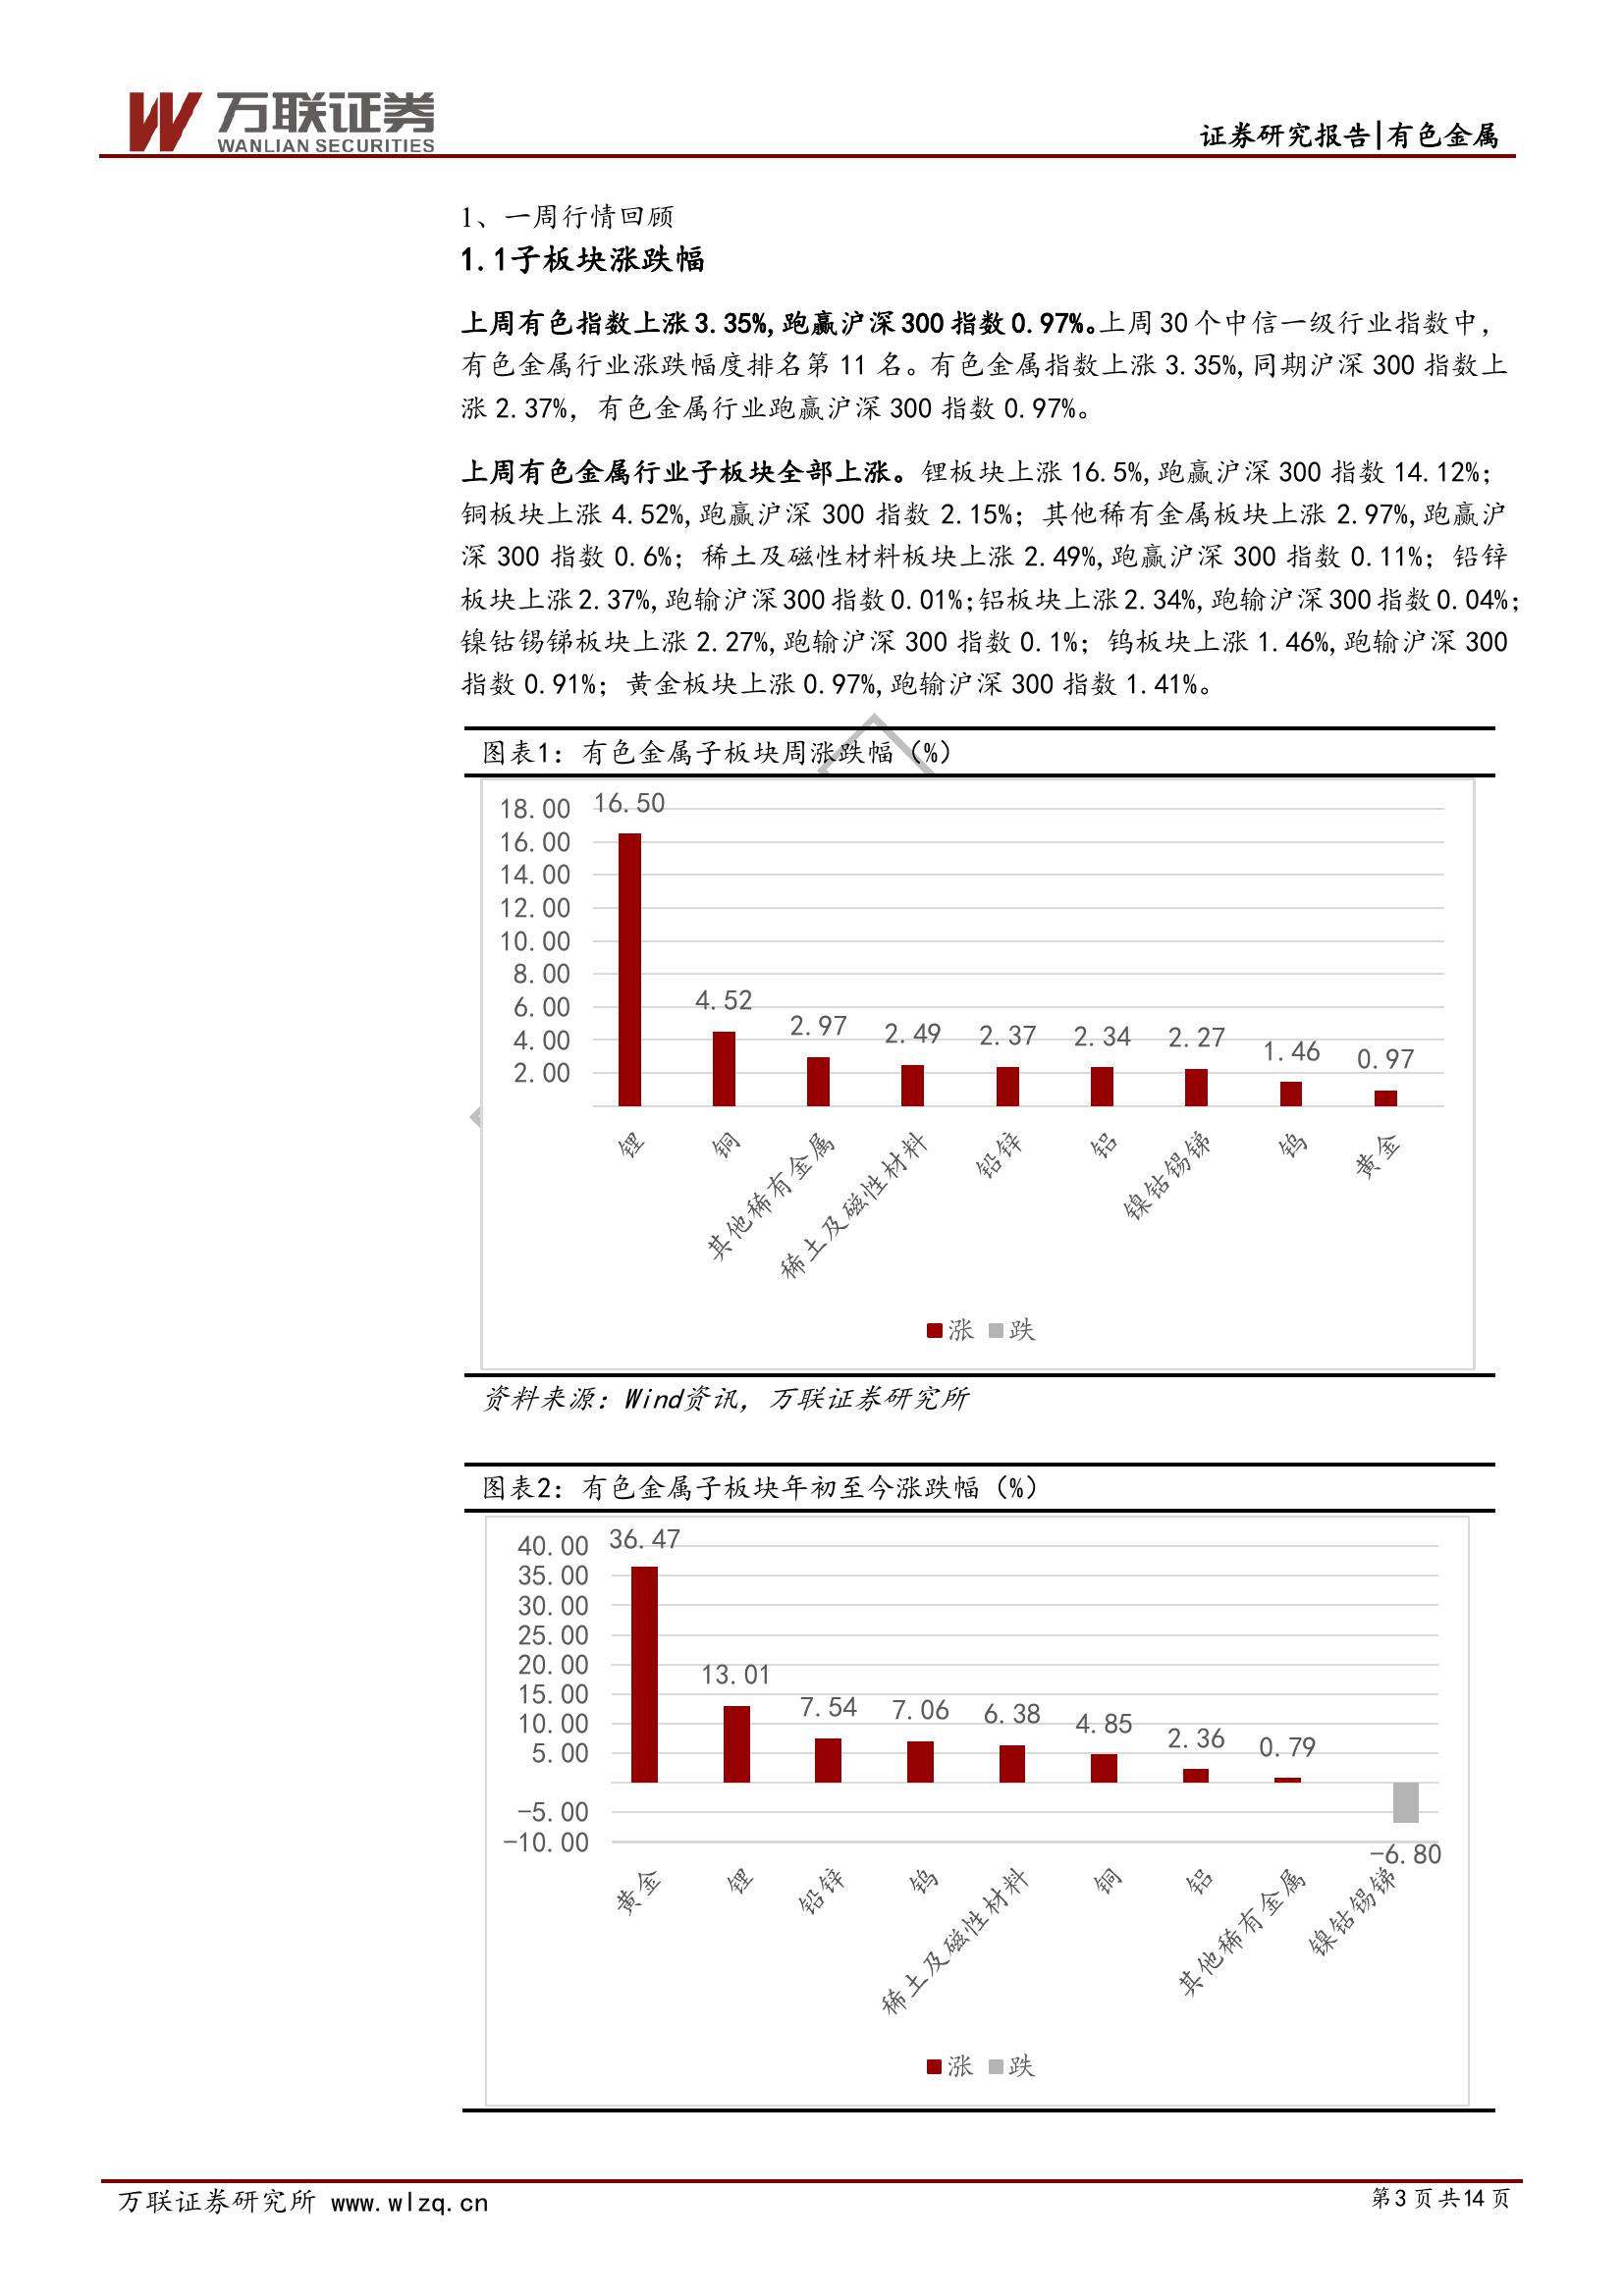 万联证券
WANLIAN SECURITIES
证券研究报告|有色金属
1、一周行情回顾
1.1子板块涨跌幅
上周有色指数上涨3.35%,跑赢沪深300指数0.97%。上周30个中信一级行业指数中，
有色金属行业涨跌幅度排名第11名。有色金属指数上涨3.35%,同期沪深300指数上
涨2.37%，有色金属行业跑赢沪深300指数0.97%。
上周有色金属行业子板块全部上涨。锂板块上涨16.5%,跑赢沪深300指数14.12%；
铜板块上涨4.52%,跑赢沪深300指数2.15%；其他稀有金属板块上涨2.97%,跑赢沪
深300指数0.6%；稀土及磁性材料板块上涨2.49%,跑赢沪深300指数0.11%；铅锌
板块上涨2.37%,跑输沪深300指数0.01%;铝板块上涨2.34%,跑输沪深300指数0.04%；
镍钴锡锑板块上涨2.27%,跑输沪深300指数0.1%；钨板块上涨1.46%,跑输沪深300
指数0.91%；黄金板块上涨0.97%,跑输沪深300指数1.41%。
图表1：有色金属子板块周涨跌幅（%）
18.00
16.00
14.00
12.00
10.00
8.00
6.00
4.00
2.00
16.50
4.52
2.97
2.49
2.37
2.34
2.27
1.46
0.97
锂
铜
其他稀有金属
稀土及磁性材料
铅锌
铝
镍钴锡锑
钨
黄金
涨 跌
资料来源：Wind资讯，万联证券研究所
图表2：有色金属子板块年初至今涨跌幅（%）
40.00
35.00
30.00
25.00
20.00
15.00
10.00
5.00
-5.00
-10.00
36.47
13.01
7.54
7.06
6.38
4.85
2.36
0.79
-6.80
黄金
锂
铅锌
钨
稀土及磁性材料
铜
铝
其他稀有金属
镍钴锡锑
涨 跌
万联证券研究所 www.wlzq.cn
第3页共14页